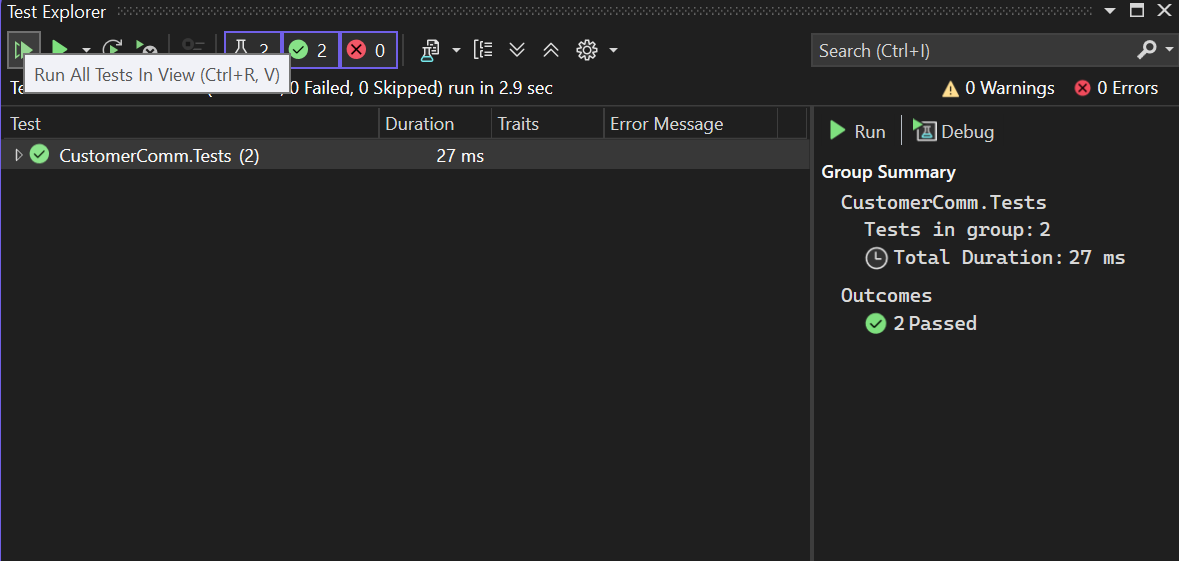 Test Explorer
2 2 0
Search (Ctrl+I)
Run All Tests In View (Ctrl+R, V)
0 Failed, 0 Skipped) run in 2.9 sec
0 Warnings 0 Errors
Test Duration Traits Error Message
CustomerComm.Tests (2) 27 ms
Run Debug
Group Summary
CustomerComm.Tests
Tests in group: 2
Total Duration: 27 ms
Outcomes
2 Passed